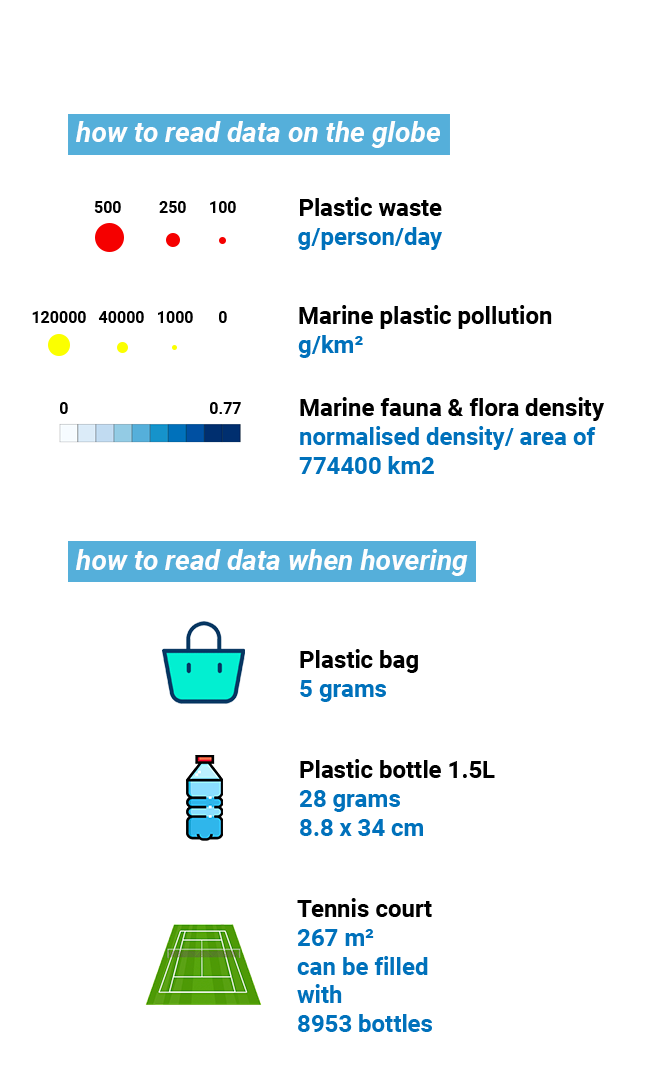 how to read data on the globe
500 250 100
Plastic waste
g/person/day
120000 40000 1000 0
Marine plastic pollution
g/km²
0 0.77
Marine fauna & flora density
normalised density/ area of
774400 km2
how to read data when hovering
Plastic bag
5 grams
Plastic bottle 1.5L
28 grams
8.8 x 34 cm
Tennis court
267 m²
can be filled
with
8953 bottles